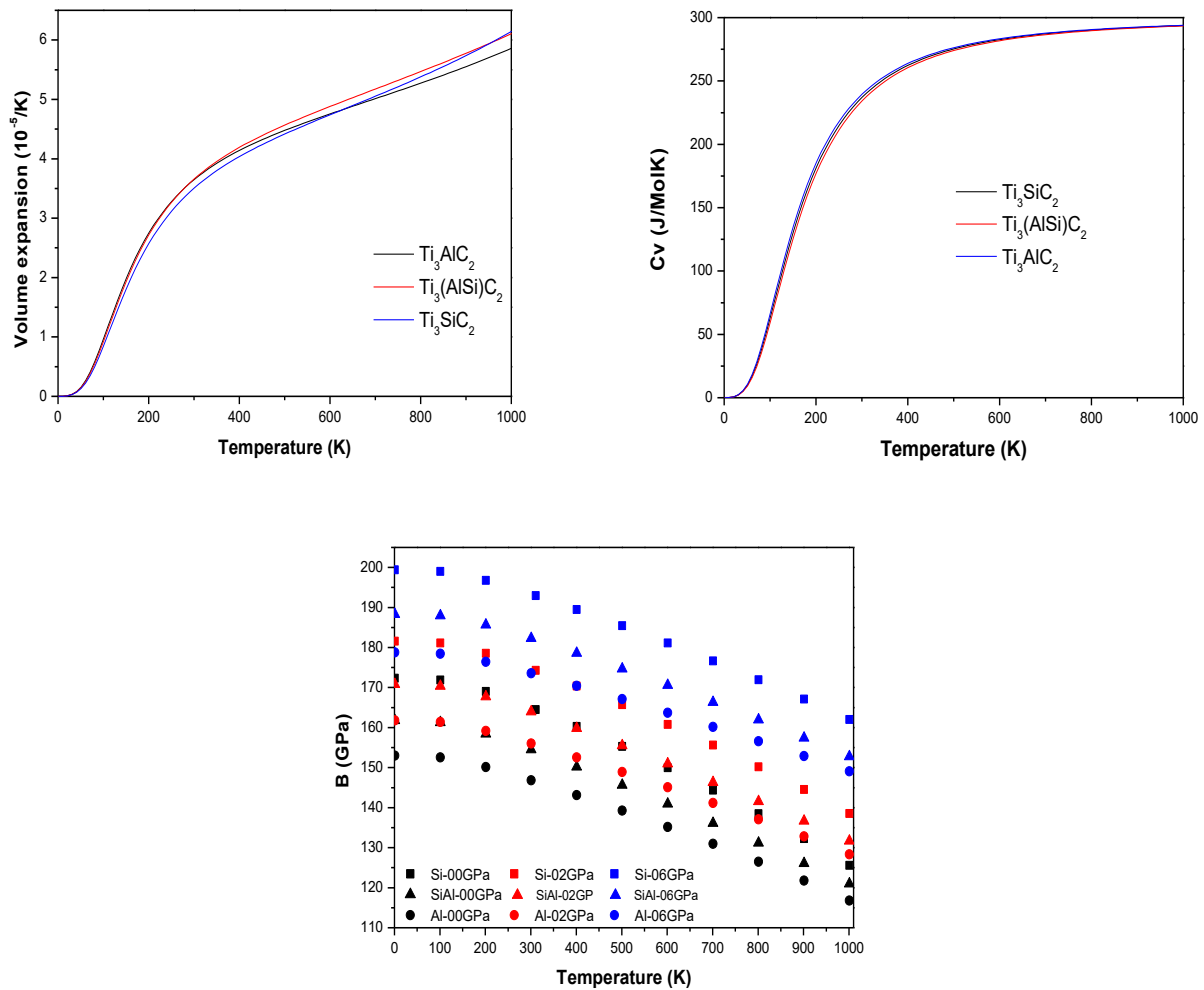 Volume expansion (10⁻⁵/K)
6
5
4
3
2
1
0
0 200 400 600 800 1000
Temperature (K)
Ti₃AlC₂
Ti₃(AlSi)C₂
Ti₃SiC₂
Cv (J/MolK)
300
250
200
150
100
50
0
0 200 400 600 800 1000
Temperature (K)
Ti₃SiC₂
Ti₃(AlSi)C₂
Ti₃AlC₂
B (GPa)
200
190
180
170
160
150
140
130
120
110
Si-00GPa Si-02GPa Si-06GPa
SiAl-00GPa SiAl-02GP SiAl-06GPa
Al-00GPa Al-02GPa Al-06GPa
0 100 200 300 400 500 600 700 800 900 1000
Temperature (K)